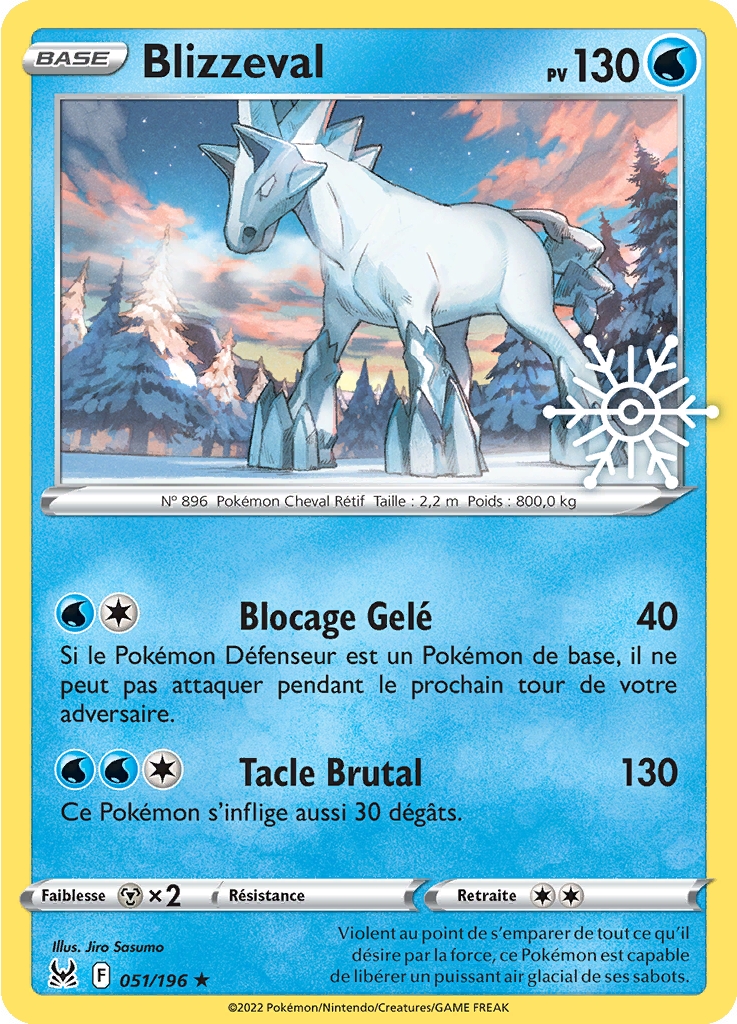 BASE Blizzeval PV 130
N° 896 Pokémon Cheval Rétif Taille : 2,2 m Poids : 800,0 kg
Blocage Gelé 40
Si le Pokémon Défenseur est un Pokémon de base, il ne
peut pas attaquer pendant le prochain tour de votre
adversaire.
Tacle Brutal 130
Ce Pokémon s'inflige aussi 30 dégâts.
Faiblesse ×2 Résistance Retraite
Illus. Jiro Sasumo
F 051/196 ★
Violent au point de s'emparer de tout ce qu'il
désire par la force, ce Pokémon est capable
de libérer un puissant air glacial de ses sabots.
©2022 Pokémon/Nintendo/Creatures/GAME FREAK